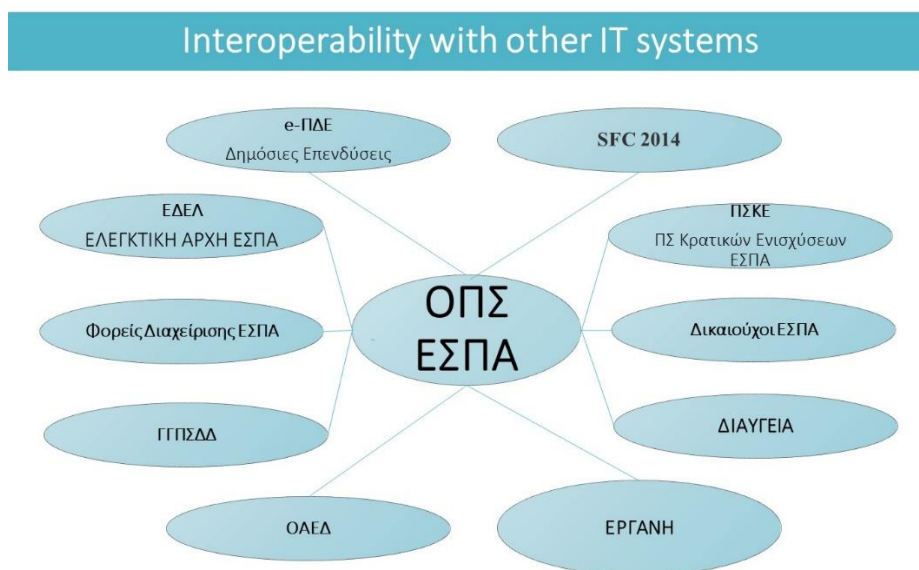 Interoperability with other IT systems
e-ΠΔΕ
Δημόσιες Επενδύσεις
SFC 2014
ΕΔΕΛ
ΕΛΕΓΚΤΙΚΗ ΑΡΧΗ ΕΣΠΑ
ΠΣΚΕ
ΠΣ Κρατικών Ενισχύσεων
ΕΣΠΑ
ΟΠΣ
ΕΣΠΑ
Φορείς Διαχείρισης ΕΣΠΑ
Δικαιούχοι ΕΣΠΑ
ΓΓΠΣΔΔ
ΔΙΑΥΓΕΙΑ
ΟΑΕΔ
ΕΡΓΑΝΗ